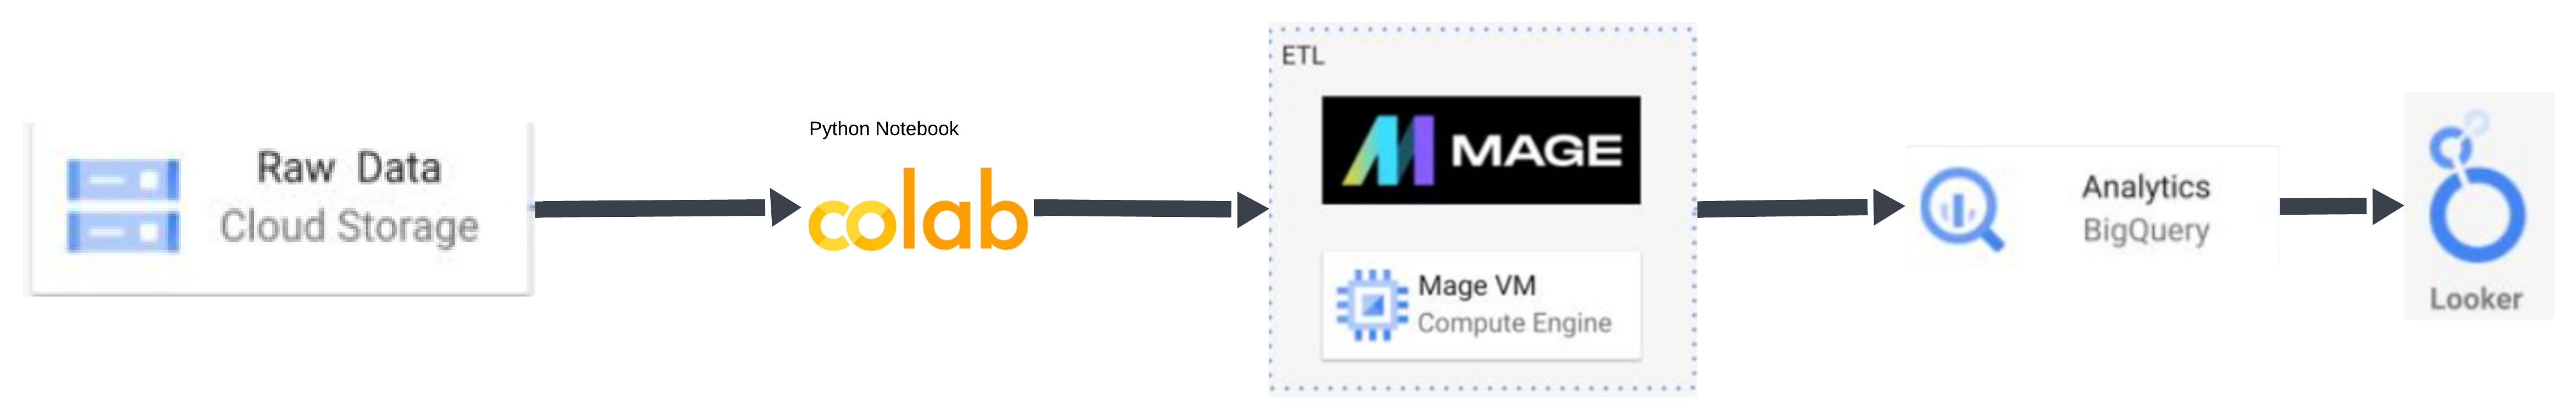 Raw Data
Cloud Storage
Python Notebook
colab
ETL
MAGE
Mage VM
Compute Engine
Analytics
BigQuery
Looker